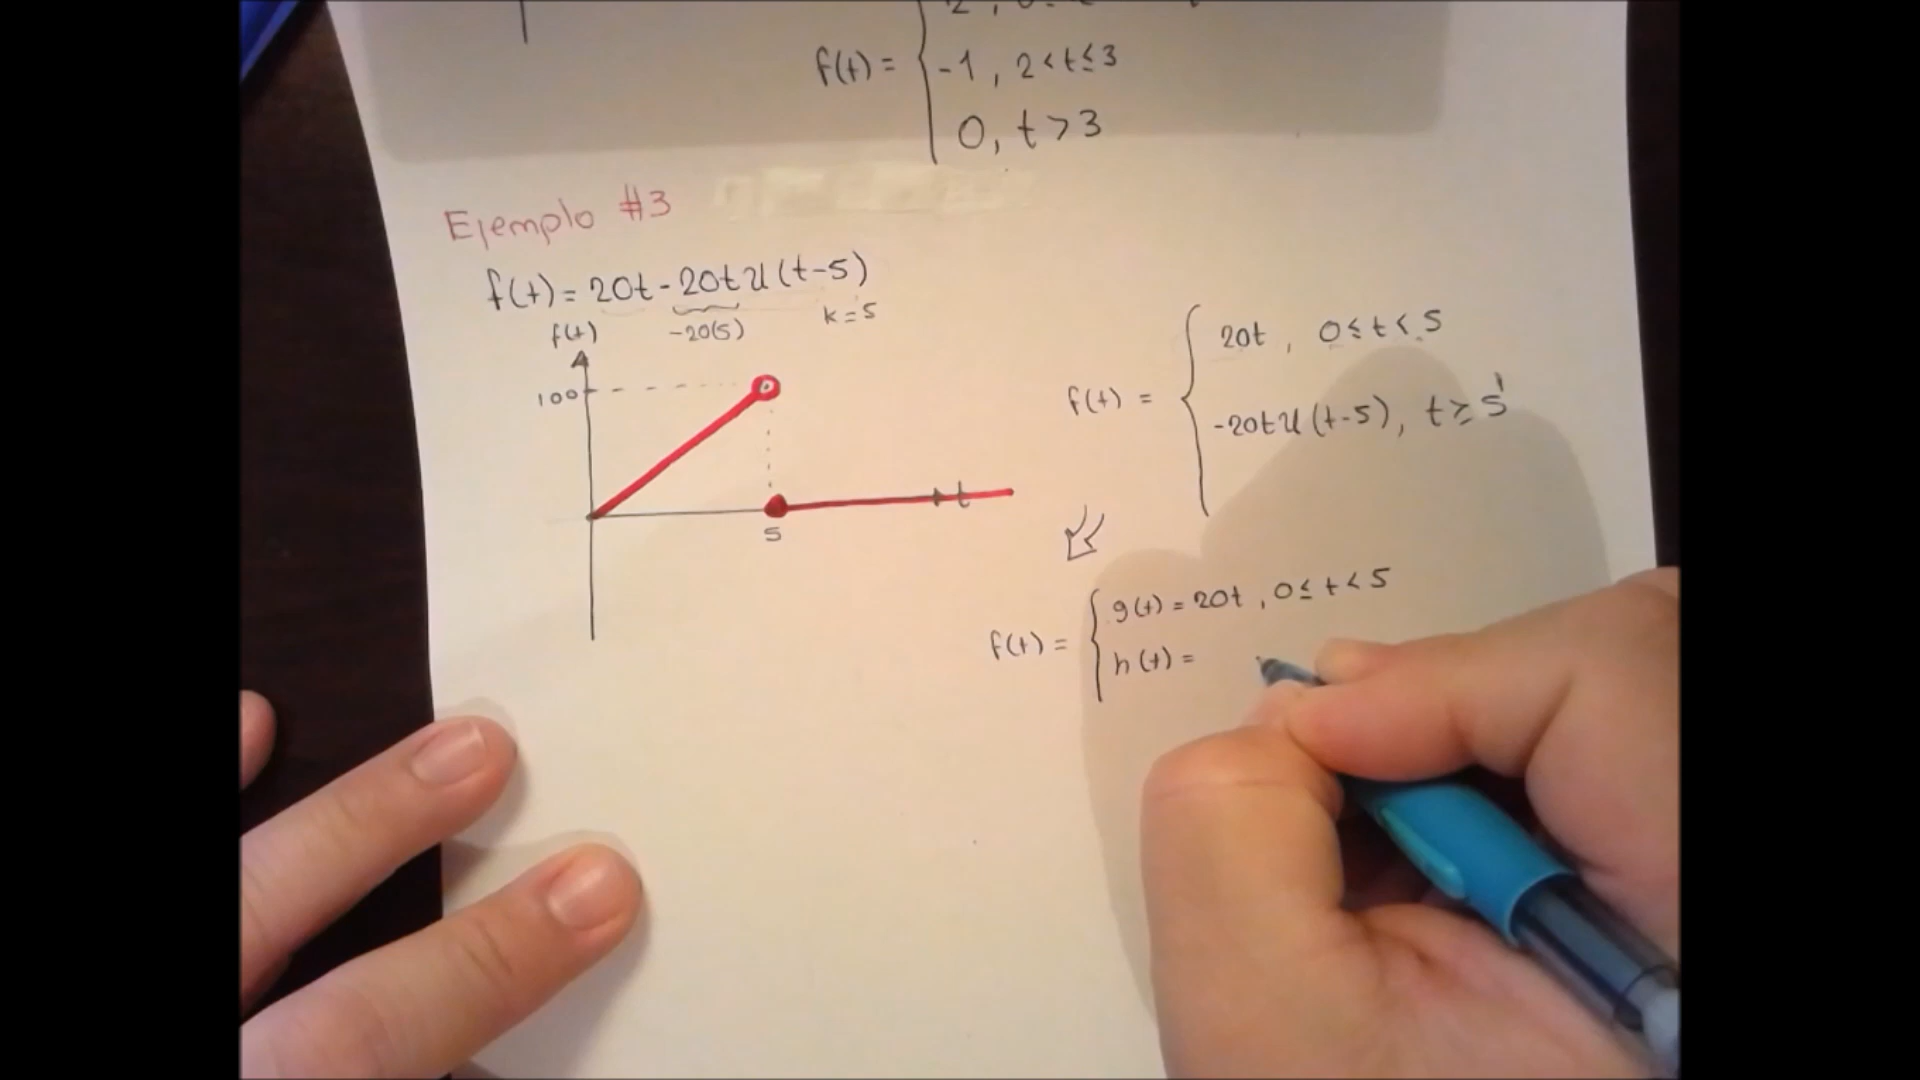 f(t) = { -1 , 2 < t ≤ 3
0, t > 3
Ejemplo #3
f(t) = 20t - 20t U (t-5)
-20(5)
k = 5
f(t)
100
t
5
f(t) = { 20t , 0 ≤ t < 5
-20t U (t-5), t ≥ 5
f(t) = { g(t) = 20t , 0 ≤ t < 5
h(t) =